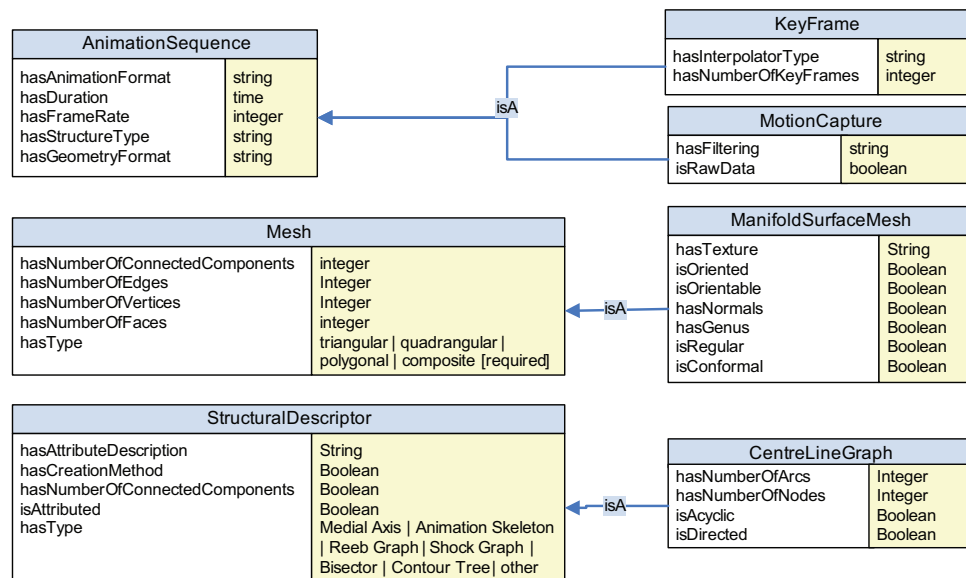 AnimationSequence
hasAnimationFormat string
hasDuration time
hasFrameRate integer
hasStructureType string
hasGeometryFormat string
isA
KeyFrame
hasInterpolatorType string
hasNumberOfKeyFrames integer
MotionCapture
hasFiltering string
isRawData boolean
Mesh
hasNumberOfConnectedComponents integer
hasNumberOfEdges Integer
hasNumberOfVertices Integer
hasNumberOfFaces integer
hasType triangular | quadrangular |
polygonal | composite [required]
isA
ManifoldSurfaceMesh
hasTexture String
isOriented Boolean
isOrientable Boolean
hasNormals Boolean
hasGenus Boolean
isRegular Boolean
isConformal Boolean
StructuralDescriptor
hasAttributeDescription String
hasCreationMethod Boolean
hasNumberOfConnectedComponents Boolean
isAttributed Boolean
hasType Medial Axis | Animation Skeleton
| Reeb Graph | Shock Graph |
Bisector | Contour Tree | other
isA
CentreLineGraph
hasNumberOfArcs Integer
hasNumberOfNodes Integer
isAcyclic Boolean
isDirected Boolean